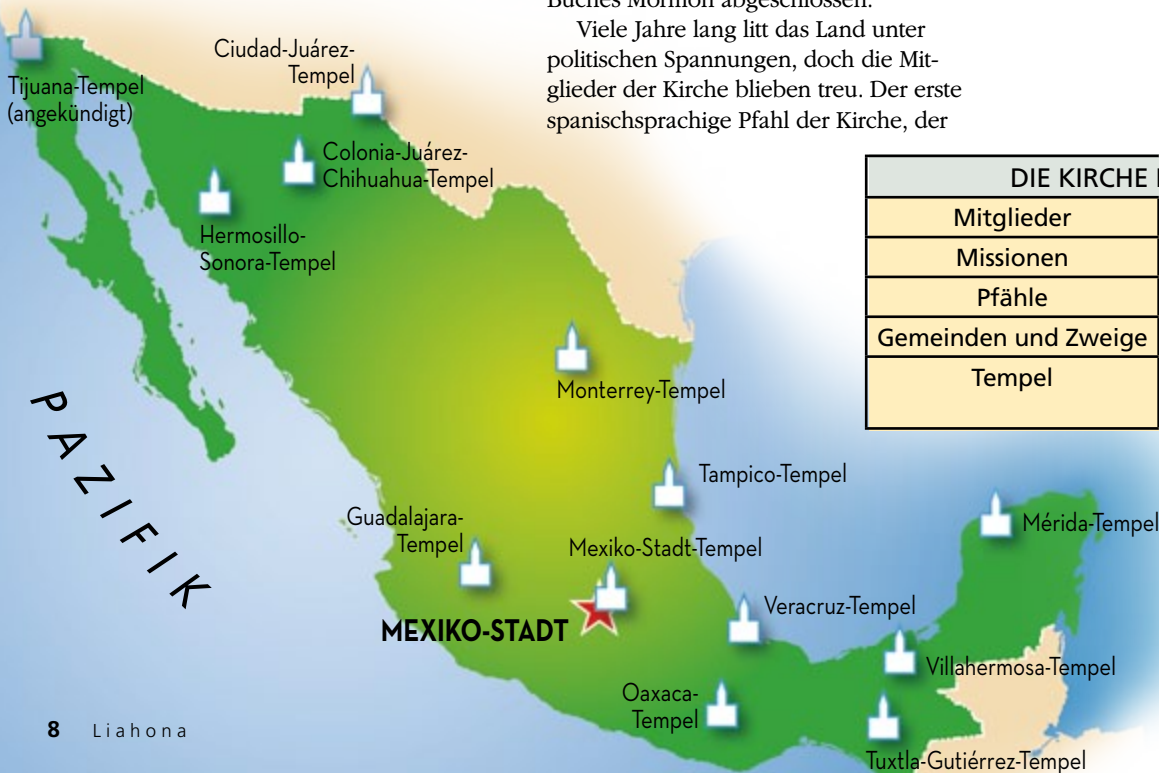 Buches Mormon abgeschlossen.
Viele Jahre lang litt das Land unter
politischen Spannungen, doch die Mit-
glieder der Kirche blieben treu. Der erste
spanischsprachige Pfahl der Kirche, der
DIE KIRCHE
Mitglieder
Missionen
Pfähle
Gemeinden und Zweige
Tempel
Tijuana-Tempel
(angekündigt)
Ciudad-Juárez-
Tempel
Colonia-Juárez-
Chihuahua-Tempel
Hermosillo-
Sonora-Tempel
Monterrey-Tempel
PAZIFIK
Tampico-Tempel
Guadalajara-
Tempel
Mexiko-Stadt-Tempel
MEXIKO-STADT
Mérida-Tempel
Veracruz-Tempel
Villahermosa-Tempel
Oaxaca-
Tempel
Tuxtla-Gutiérrez-Tempel
8 Liahona